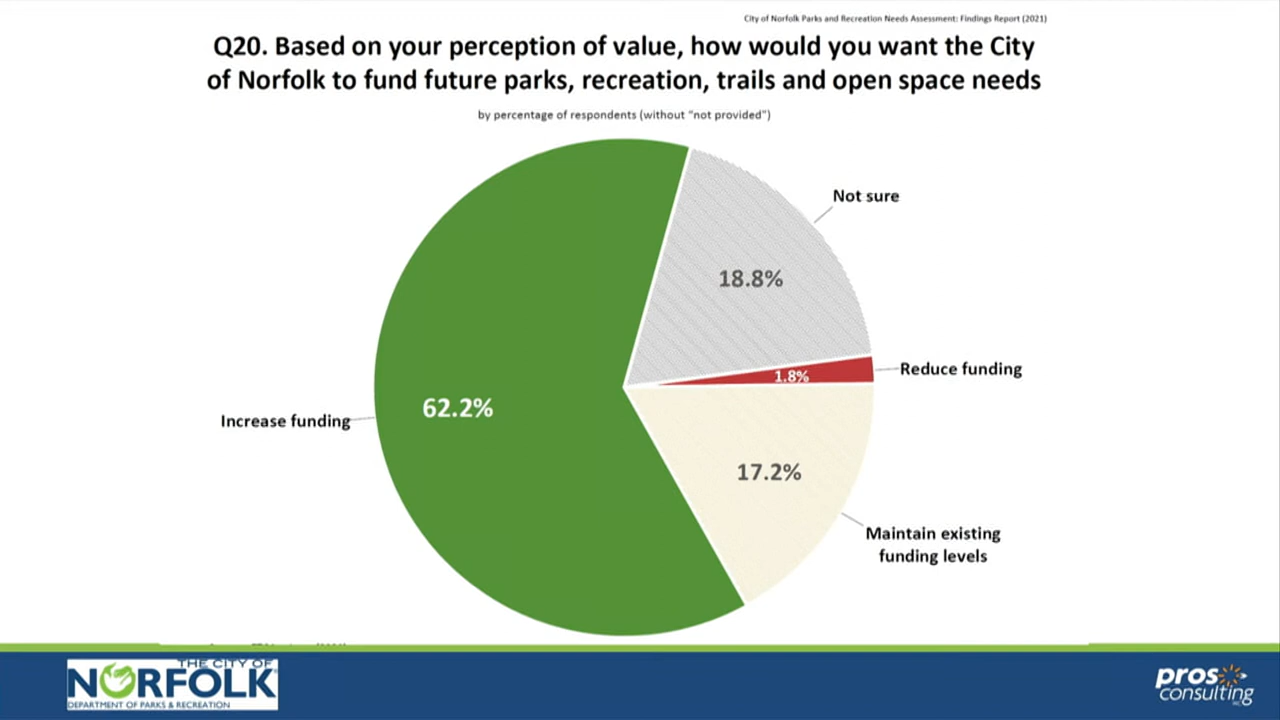 City of Norfolk Parks and Recreation Needs Assessment: Findings Report (2021)
Q20. Based on your perception of value, how would you want the City
of Norfolk to fund future parks, recreation, trails and open space needs
by percentage of respondents (without "not provided")
Not sure
18.8%
Reduce funding
1.8%
Increase funding
62.2%
17.2%
Maintain existing
funding levels
THE CITY OF
NORFOLK
DEPARTMENT OF PARKS & RECREATION
pros
consulting
INC